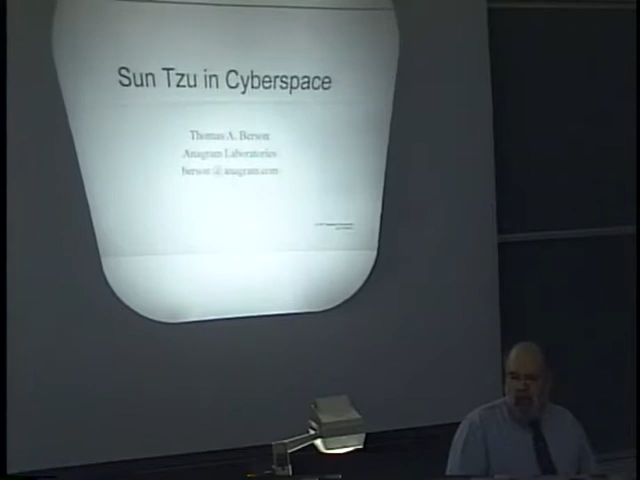 Sun Tzu in Cyberspace
Thomas A. Berson
Anagram Laboratories
berson@anagram.com